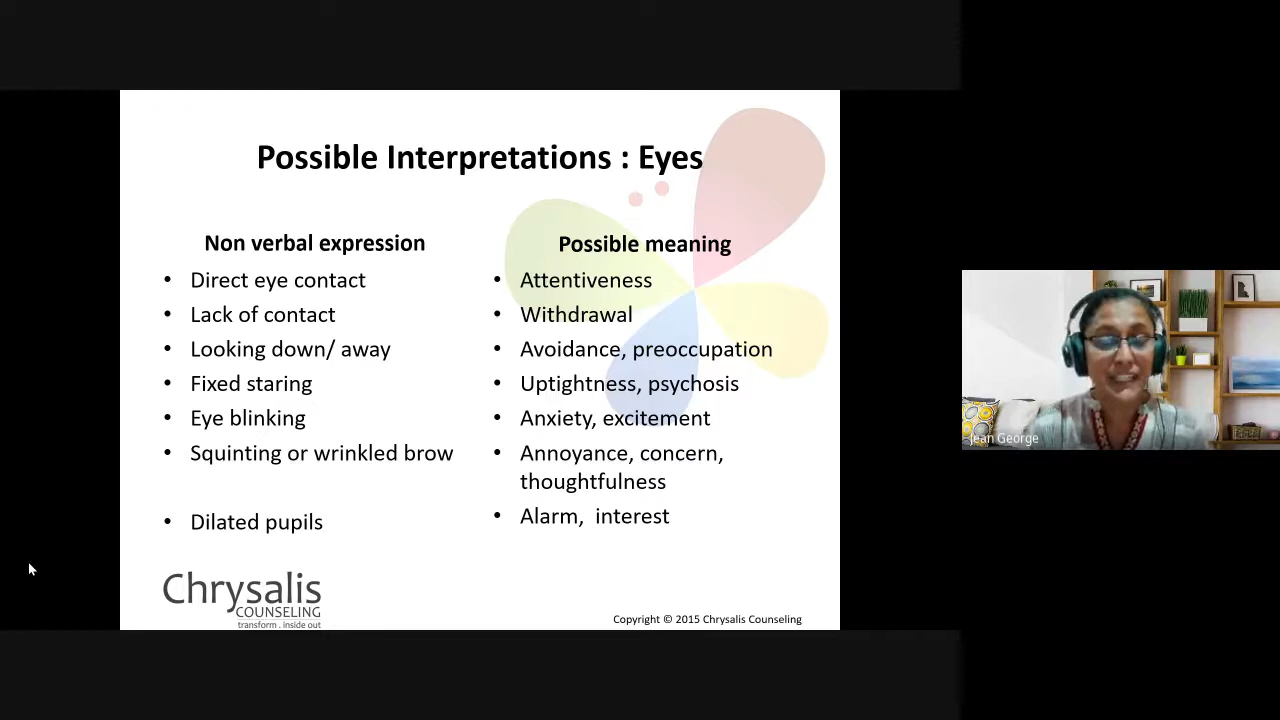 Possible Interpretations : Eyes
Non verbal expression
• Direct eye contact
• Lack of contact
• Looking down/ away
• Fixed staring
• Eye blinking
• Squinting or wrinkled brow
• Dilated pupils
Possible meaning
• Attentiveness
• Withdrawal
• Avoidance, preoccupation
• Uptightness, psychosis
• Anxiety, excitement
• Annoyance, concern,
thoughtfulness
• Alarm, interest
Chrysalis
COUNSELING
transform . inside out
Copyright © 2015 Chrysalis Counseling
Jean George